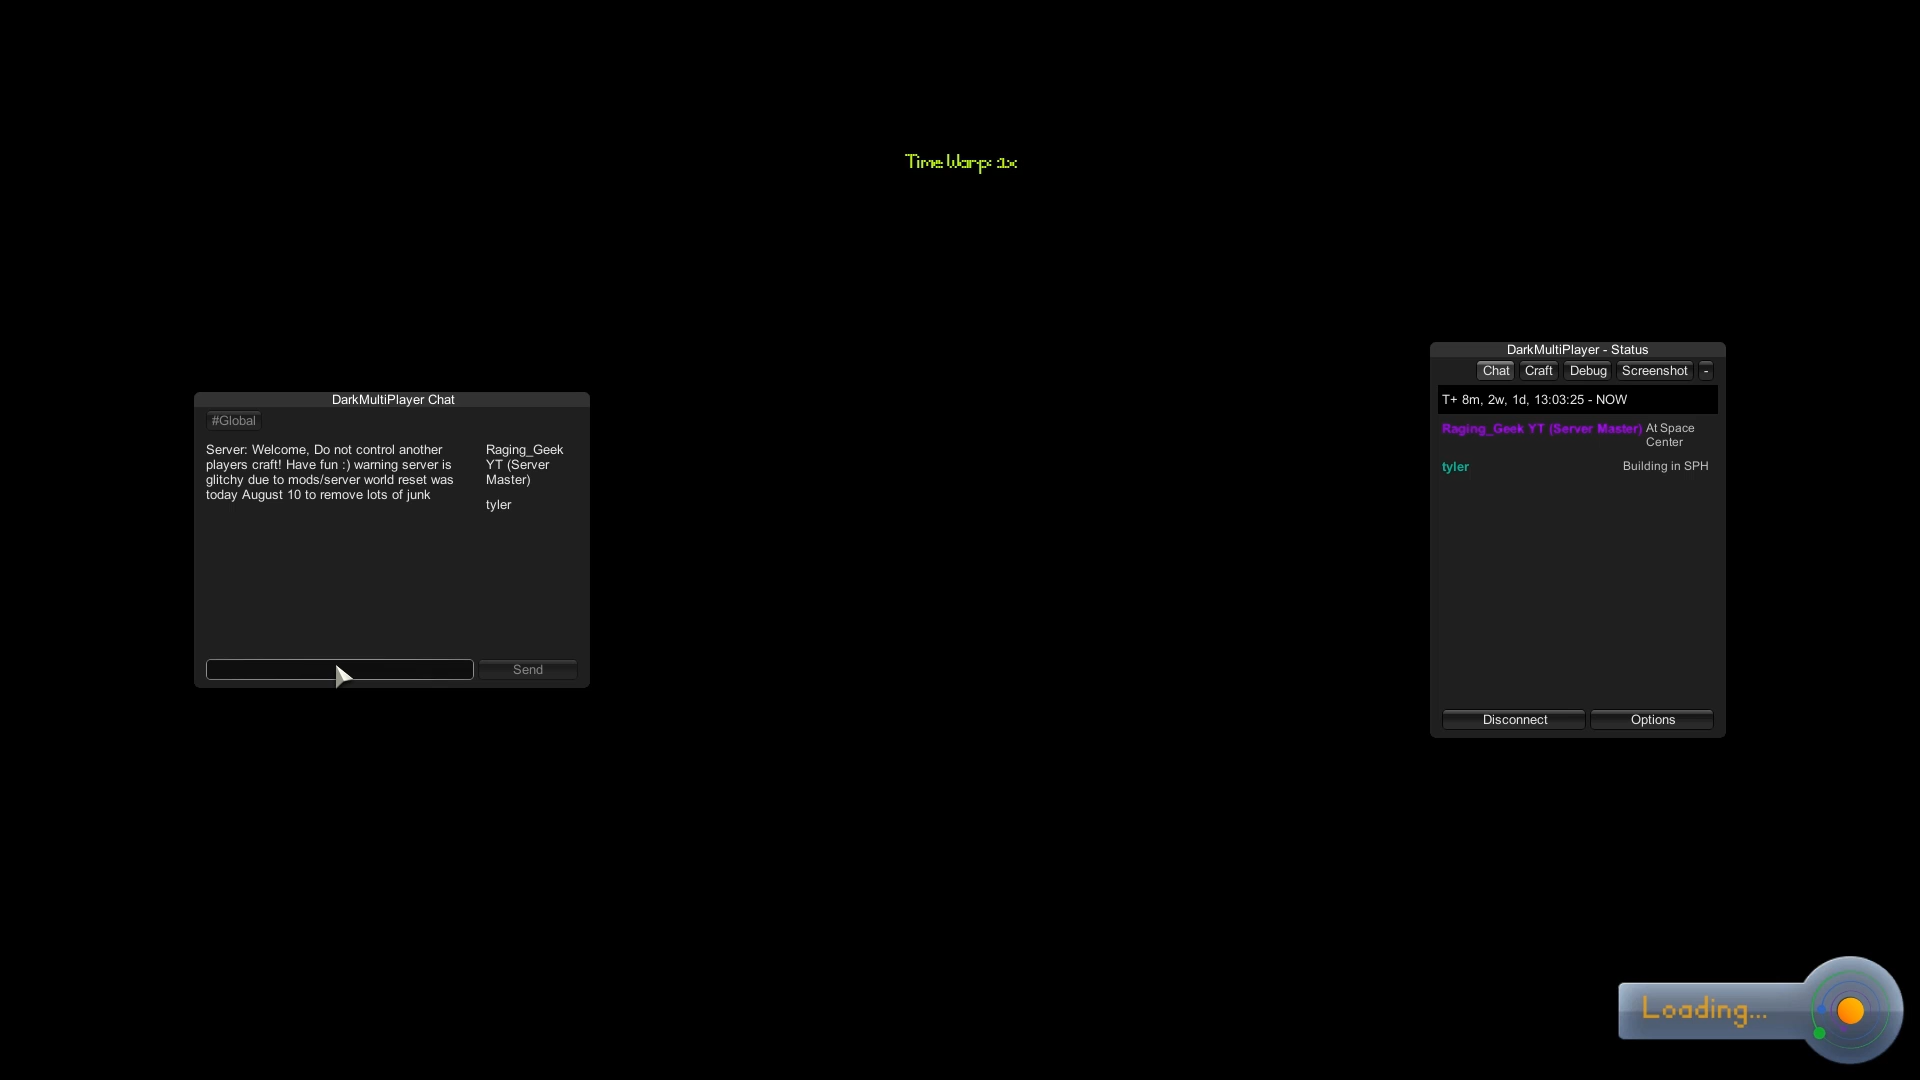 Time Warp: 1x
DarkMultiPlayer Chat
#Global
Server: Welcome, Do not control another
players craft! Have fun :) warning server is
glitchy due to mods/server world reset was
today August 10 to remove lots of junk
Raging_Geek
YT (Server
Master)
tyler
Send
DarkMultiPlayer - Status
Chat Craft Debug Screenshot -
T+ 8m, 2w, 1d, 13:03:25 - NOW
Raging_Geek YT (Server Master) At Space
Center
tyler Building in SPH
Disconnect Options
Loading...